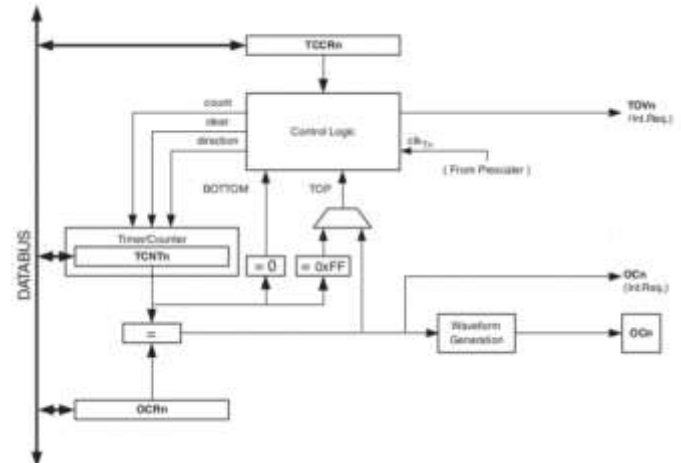 TCCRn
count
clear
direction
Control Logic
TOVn
(Int.Req.)
clkTn
( From Prescaler )
BOTTOM
TOP
Timer/Counter
TCNTn
= 0
= 0xFF
OCn
(Int.Req.)
=
Waveform
Generation
OCn
OCRn
DATABUS